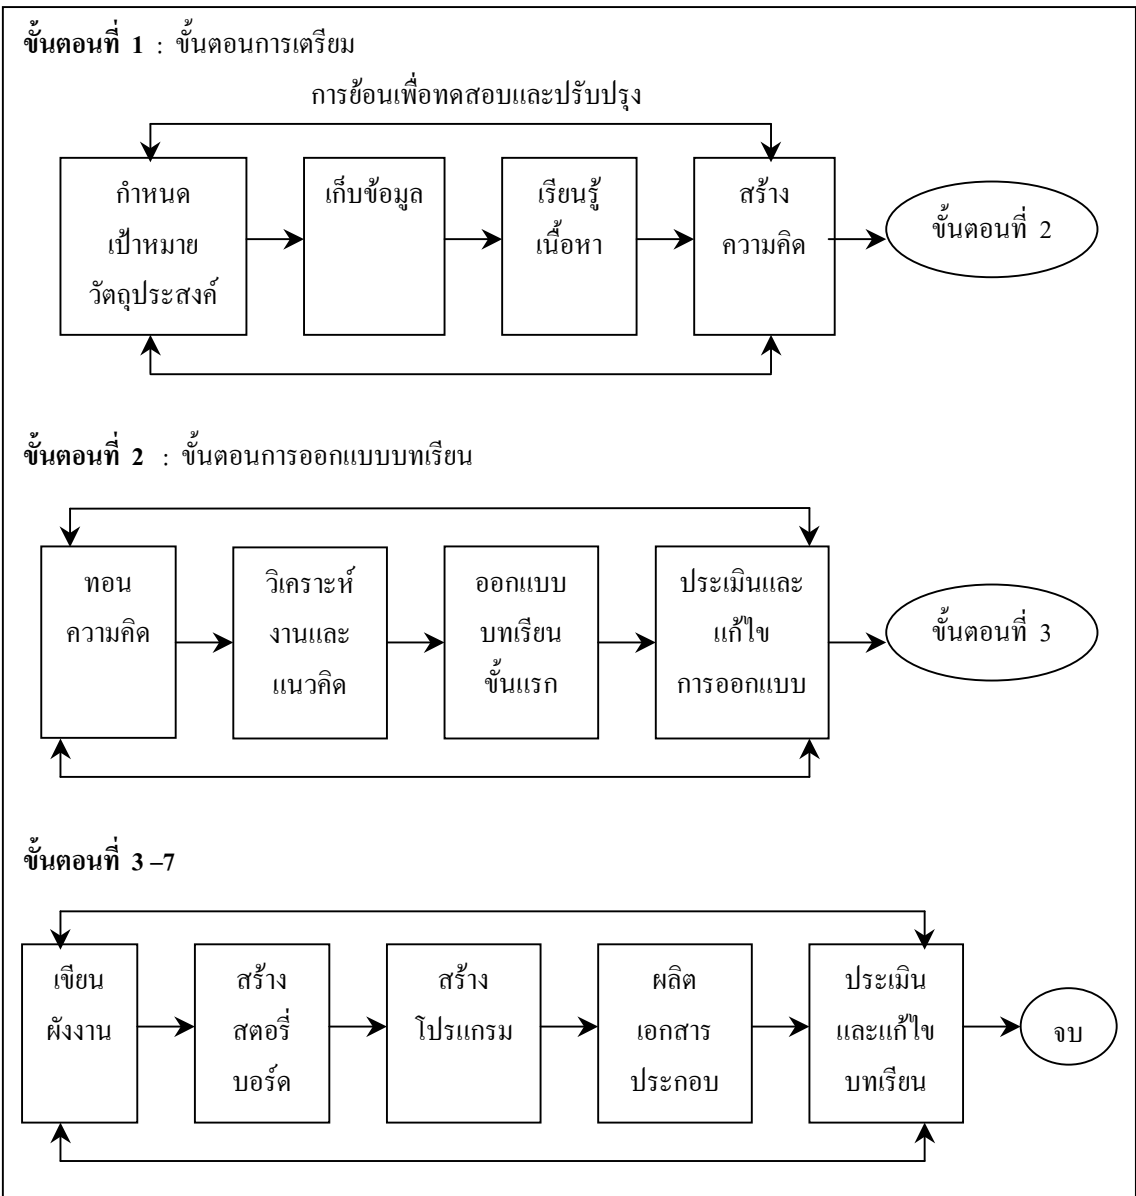 ขั้นตอนที่ 1 : ขั้นตอนการเตรียม
การย้อนเพื่อทดสอบและปรับปรุง
กำหนด
เป้าหมาย
วัตถุประสงค์
เก็บข้อมูล
เรียนรู้
เนื้อหา
สร้าง
ความคิด
ขั้นตอนที่ 2
ขั้นตอนที่ 2 : ขั้นตอนการออกแบบบทเรียน
ทอน
ความคิด
วิเคราะห์
งานและ
แนวคิด
ออกแบบ
บทเรียน
ขั้นแรก
ประเมินและ
แก้ไข
การออกแบบ
ขั้นตอนที่ 3
ขั้นตอนที่ 3 –7
เขียน
ผังงาน
สร้าง
สตอรี่
บอร์ด
สร้าง
โปรแกรม
ผลิต
เอกสาร
ประกอบ
ประเมิน
และแก้ไข
บทเรียน
จบ